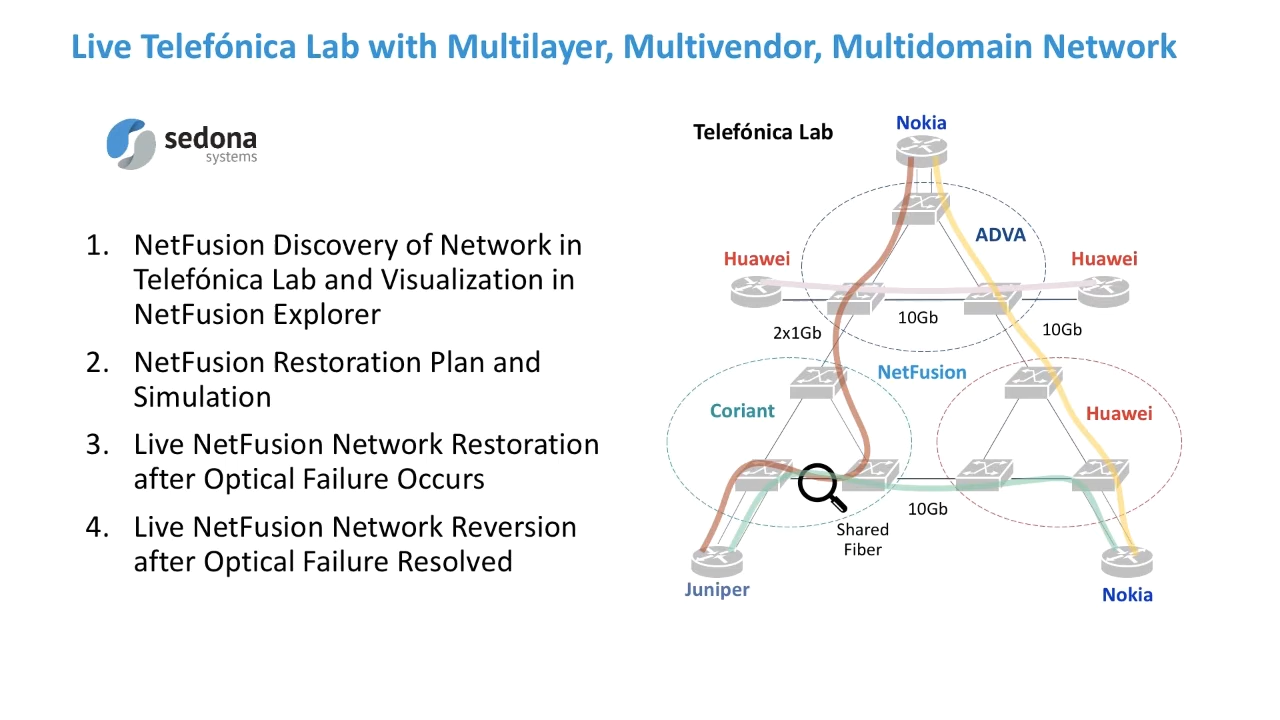 Live Telefónica Lab with Multilayer, Multivendor, Multidomain Network
sedona
systems
1. NetFusion Discovery of Network in
Telefónica Lab and Visualization in
NetFusion Explorer
2. NetFusion Restoration Plan and
Simulation
3. Live NetFusion Network Restoration
after Optical Failure Occurs
4. Live NetFusion Network Reversion
after Optical Failure Resolved
Telefónica Lab
Nokia
ADVA
Huawei
Huawei
10Gb
2x1Gb
10Gb
NetFusion
Coriant
Huawei
10Gb
Shared
Fiber
Juniper
Nokia